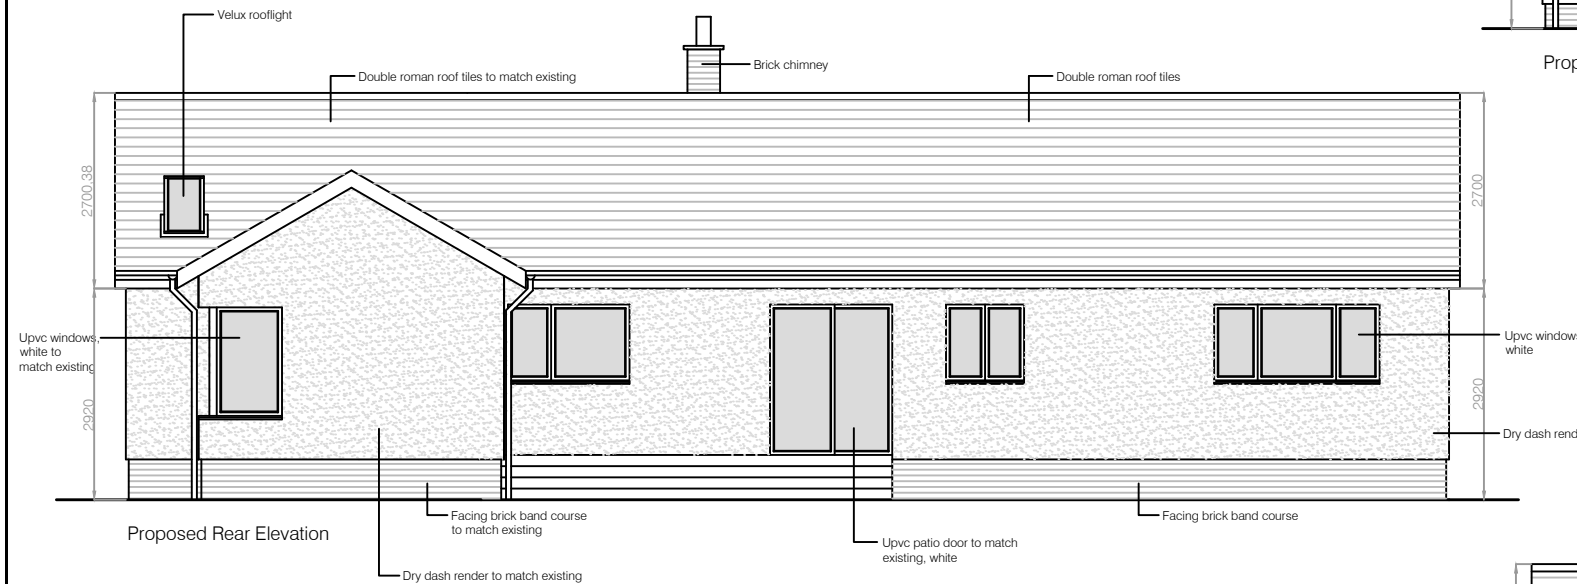 Velux rooflight
Double roman roof tiles to match existing
Brick chimney
Double roman roof tiles
Prop
2700.38
2700
Upvc windows,
white to
match existing
2920
Upvc windows
white
2920
Dry dash rend
Facing brick band course
to match existing
Facing brick band course
Proposed Rear Elevation
Upvc patio door to match
existing, white
Dry dash render to match existing